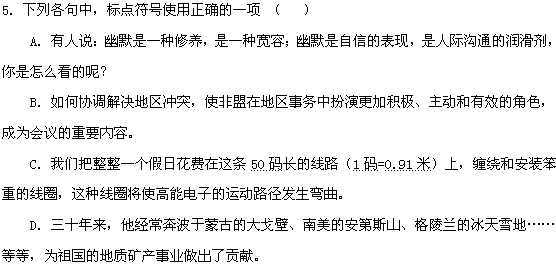 5. 下列各句中，标点符号使用正确的一项 （   ）
A. 有人说：幽默是一种修养，是一种宽容；幽默是自信的表现，是人际沟通的润滑剂，
你是怎么看的呢？
B. 如何协调解决地区冲突，使非盟在地区事务中扮演更加积极、主动和有效的角色，
成为会议的重要内容。
C. 我们把整整一个假日花费在这条 50 码长的线路（1 码=0.91 米）上，缠绕和安装笨
重的线圈，这种线圈将使高能电子的运动路径发生弯曲。
D. 三十年来，他经常奔波于蒙古的大戈壁、南美的安第斯山、格陵兰的冰天雪地……
等等，为祖国的地质矿产事业做出了贡献。